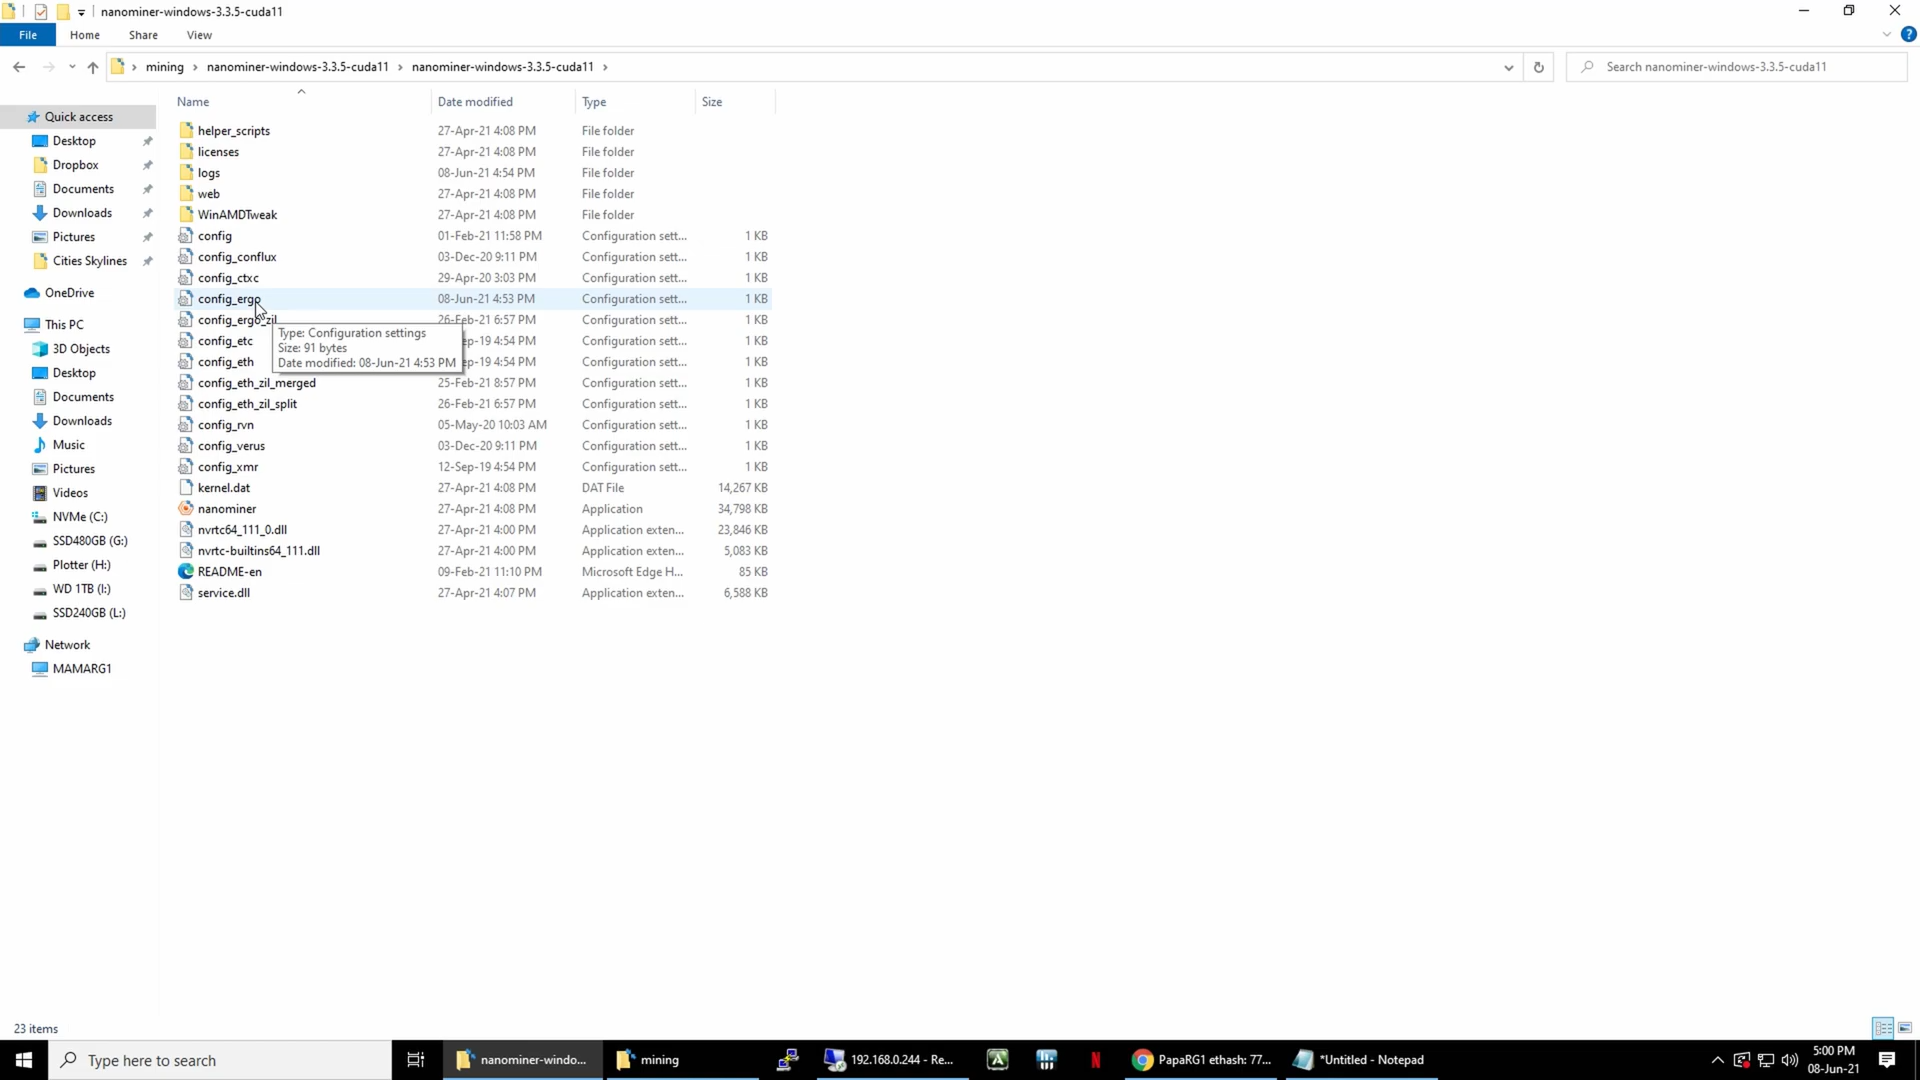 nanominer-windows-3.3.5-cuda11
File Home Share View
mining nanominer-windows-3.3.5-cuda11 nanominer-windows-3.3.5-cuda11 Search nanominer-windows-3.3.5-cuda11
Name Date modified Type Size
Quick access
Desktop
Dropbox
Documents
Downloads
Pictures
Cities Skylines
OneDrive
This PC
3D Objects
Desktop
Documents
Downloads
Music
Pictures
Videos
NVMe (C:)
SSD480GB (G:)
Plotter (H:)
WD 1TB (I:)
SSD240GB (L:)
Network
MAMARG1
helper_scripts 27-Apr-21 4:08 PM File folder
licenses 27-Apr-21 4:08 PM File folder
logs 08-Jun-21 4:54 PM File folder
web 27-Apr-21 4:08 PM File folder
WinAMDTweak 27-Apr-21 4:08 PM File folder
config 01-Feb-21 11:58 PM Configuration sett... 1 KB
config_conflux 03-Dec-20 9:11 PM Configuration sett... 1 KB
config_ctxc 29-Apr-20 3:03 PM Configuration sett... 1 KB
config_ergo 08-Jun-21 4:53 PM Configuration sett... 1 KB
config_ergo_zil 26-Feb-21 6:57 PM Configuration sett... 1 KB
config_etc ep-19 4:54 PM Configuration sett... 1 KB
config_eth ep-19 4:54 PM Configuration sett... 1 KB
Type: Configuration settings
Size: 91 bytes
Date modified: 08-Jun-21 4:53 PM
config_eth_zil_merged 25-Feb-21 8:57 PM Configuration sett... 1 KB
config_eth_zil_split 26-Feb-21 6:57 PM Configuration sett... 1 KB
config_rvn 05-May-20 10:03 AM Configuration sett... 1 KB
config_verus 03-Dec-20 9:11 PM Configuration sett... 1 KB
config_xmr 12-Sep-19 4:54 PM Configuration sett... 1 KB
kernel.dat 27-Apr-21 4:08 PM DAT File 14,267 KB
nanominer 27-Apr-21 4:08 PM Application 34,798 KB
nvrtc64_111_0.dll 27-Apr-21 4:00 PM Application exten... 23,846 KB
nvrtc-builtins64_111.dll 27-Apr-21 4:00 PM Application exten... 5,083 KB
README-en 09-Feb-21 11:10 PM Microsoft Edge H... 85 KB
service.dll 27-Apr-21 4:07 PM Application exten... 6,588 KB
23 items
Type here to search nanominer-windo... mining 192.168.0.244 - Re... N PapaRG1 ethash: 77... *Untitled - Notepad
5:00 PM
08-Jun-21